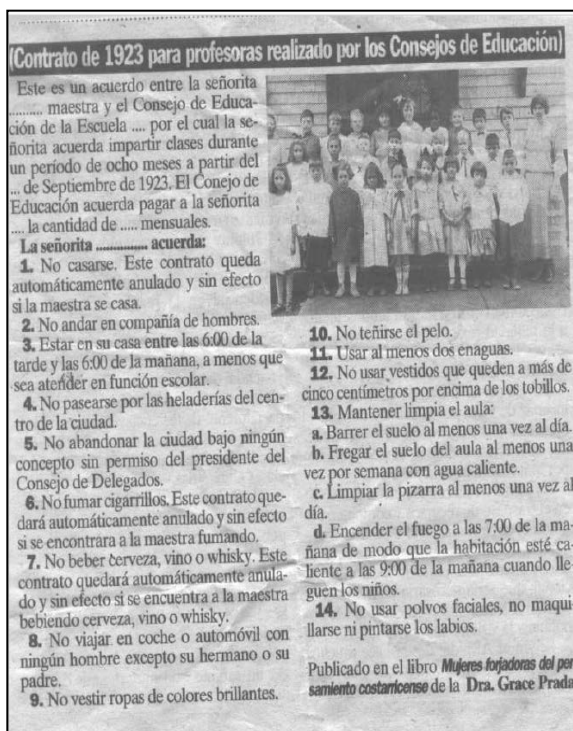 (Contrato de 1923 para profesoras realizado por los Consejos de Educación)
Este es un acuerdo entre la señorita
.......... maestra y el Consejo de Educa-
ción de la Escuela .... por el cual la se-
ñorita acuerda impartir clases durante
un período de ocho meses a partir del
... de Septiembre de 1923. El Conejo de
Educación acuerda pagar a la señorita
.... la cantidad de ..... mensuales.
La señorita .............. acuerda:
1. No casarse. Este contrato queda
automáticamente anulado y sin efecto
si la maestra se casa.
2. No andar en compañía de hombres.
3. Estar en su casa entre las 6:00 de la
tarde y las 6:00 de la mañana, a menos que
sea atender en función escolar.
4. No pasearse por las heladerías del cen-
tro de la ciudad.
5. No abandonar la ciudad bajo ningún
concepto sin permiso del presidente del
Consejo de Delegados.
6. No fumar cigarrillos. Este contrato que-
dará automáticamente anulado y sin efecto
si se encontrara a la maestra fumando.
7. No beber cerveza, vino o whisky. Este
contrato quedará automáticamente anula-
do y sin efecto si se encuentra a la maestra
bebiendo cerveza, vino o whisky.
8. No viajar en coche o automóvil con
ningún hombre excepto su hermano o su
padre.
9. No vestir ropas de colores brillantes.
10. No teñirse el pelo.
11. Usar al menos dos enaguas.
12. No usar vestidos que queden a más de
cinco centímetros por encima de los tobillos.
13. Mantener limpia el aula:
a. Barrer el suelo al menos una vez al día.
b. Fregar el suelo del aula al menos una
vez por semana con agua caliente.
c. Limpiar la pizarra al menos una vez al
día.
d. Encender el fuego a las 7:00 de la ma-
ñana de modo que la habitación esté ca-
liente a las 9:00 de la mañana cuando lle-
guen los niños.
14. No usar polvos faciales, no maqui-
llarse ni pintarse los labios.
Publicado en el libro Mujeres forjadoras del pen
samiento costarricense de la Dra. Grace Prada